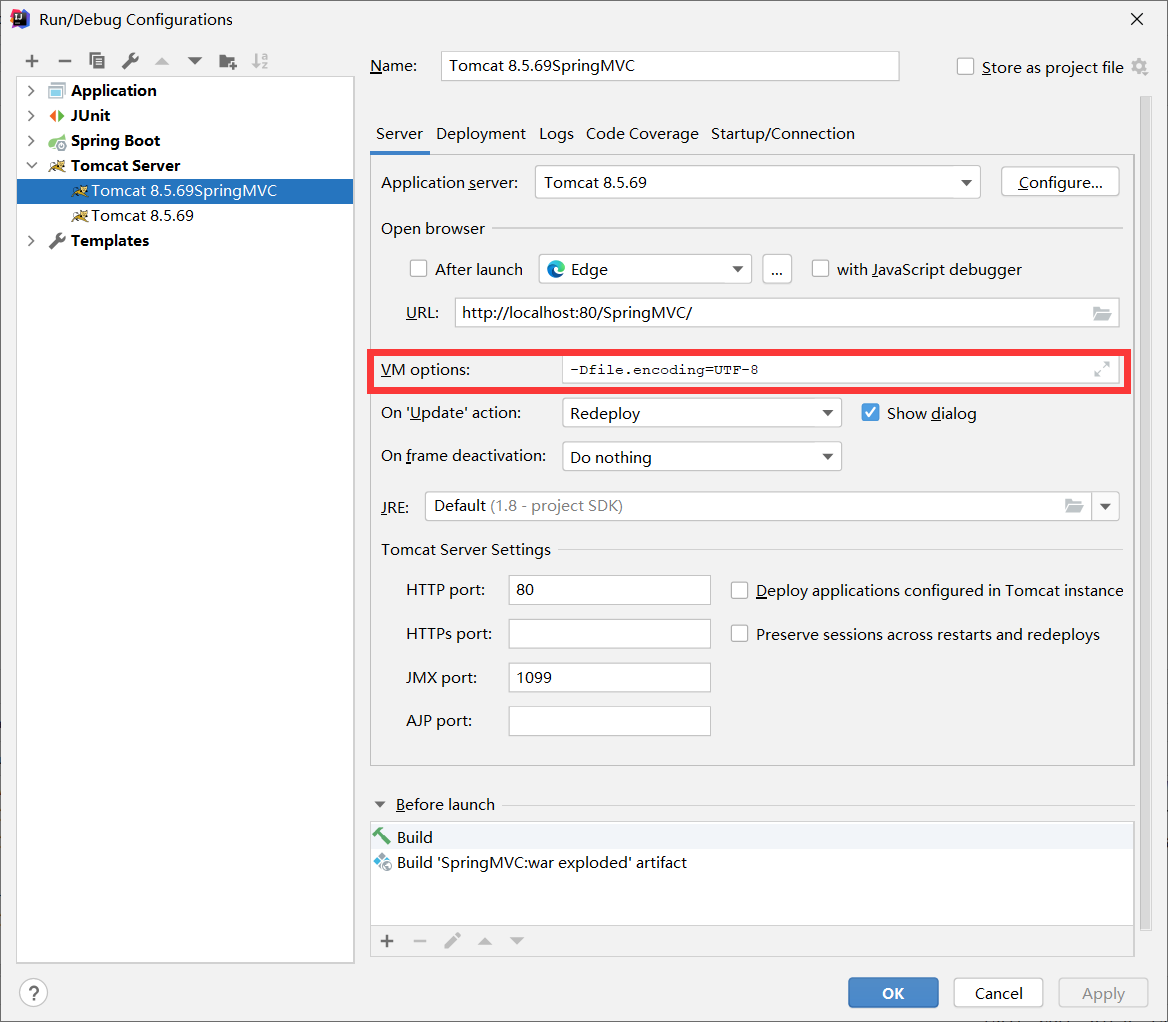 Run/Debug Configurations
Application
JUnit
Spring Boot
Tomcat Server
Tomcat 8.5.69SpringMVC
Tomcat 8.5.69
Templates
Name: Tomcat 8.5.69SpringMVC Store as project file
Server Deployment Logs Code Coverage Startup/Connection
Application server: Tomcat 8.5.69 Configure...
Open browser
After launch Edge ... with JavaScript debugger
URL: http://localhost:80/SpringMVC/
VM options: -Dfile.encoding=UTF-8
On 'Update' action: Redeploy Show dialog
On frame deactivation: Do nothing
JRE: Default (1.8 - project SDK)
Tomcat Server Settings
HTTP port: 80 Deploy applications configured in Tomcat instance
HTTPs port: Preserve sessions across restarts and redeploys
JMX port: 1099
AJP port:
Before launch
Build
Build 'SpringMVC:war exploded' artifact
? OK Cancel Apply